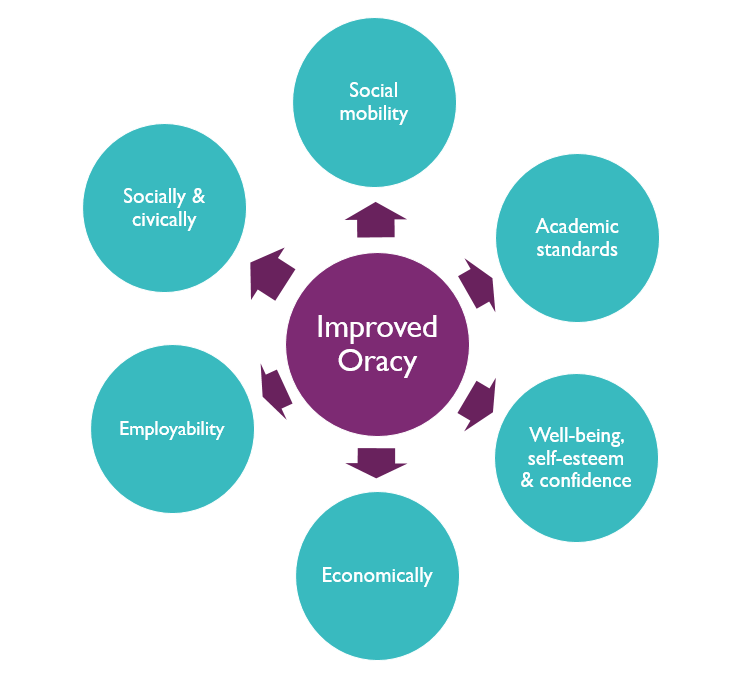 Social
mobility
Socially &
civically
Academic
standards
Improved
Oracy
Employability
Well-being,
self-esteem
& confidence
Economically